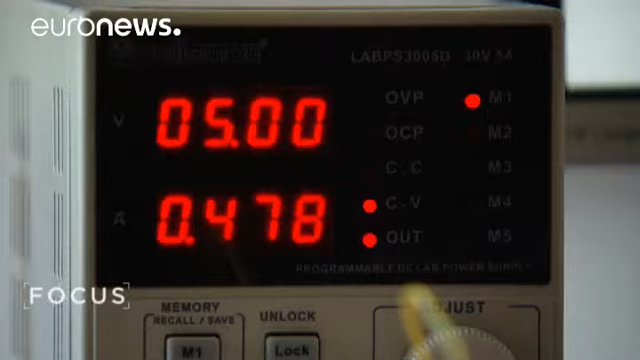 euronews.
LABPS3005D 30V 5A
V 05.00
OVP M1
OCP M2
C.C M3
A 0.478
C.V M4
OUT M5
PROGRAMMABLE DC LAB POWER SUPPLY
[FOCUS]
MEMORY
RECALL / SAVE
UNLOCK
ADJUST
M1
Lock